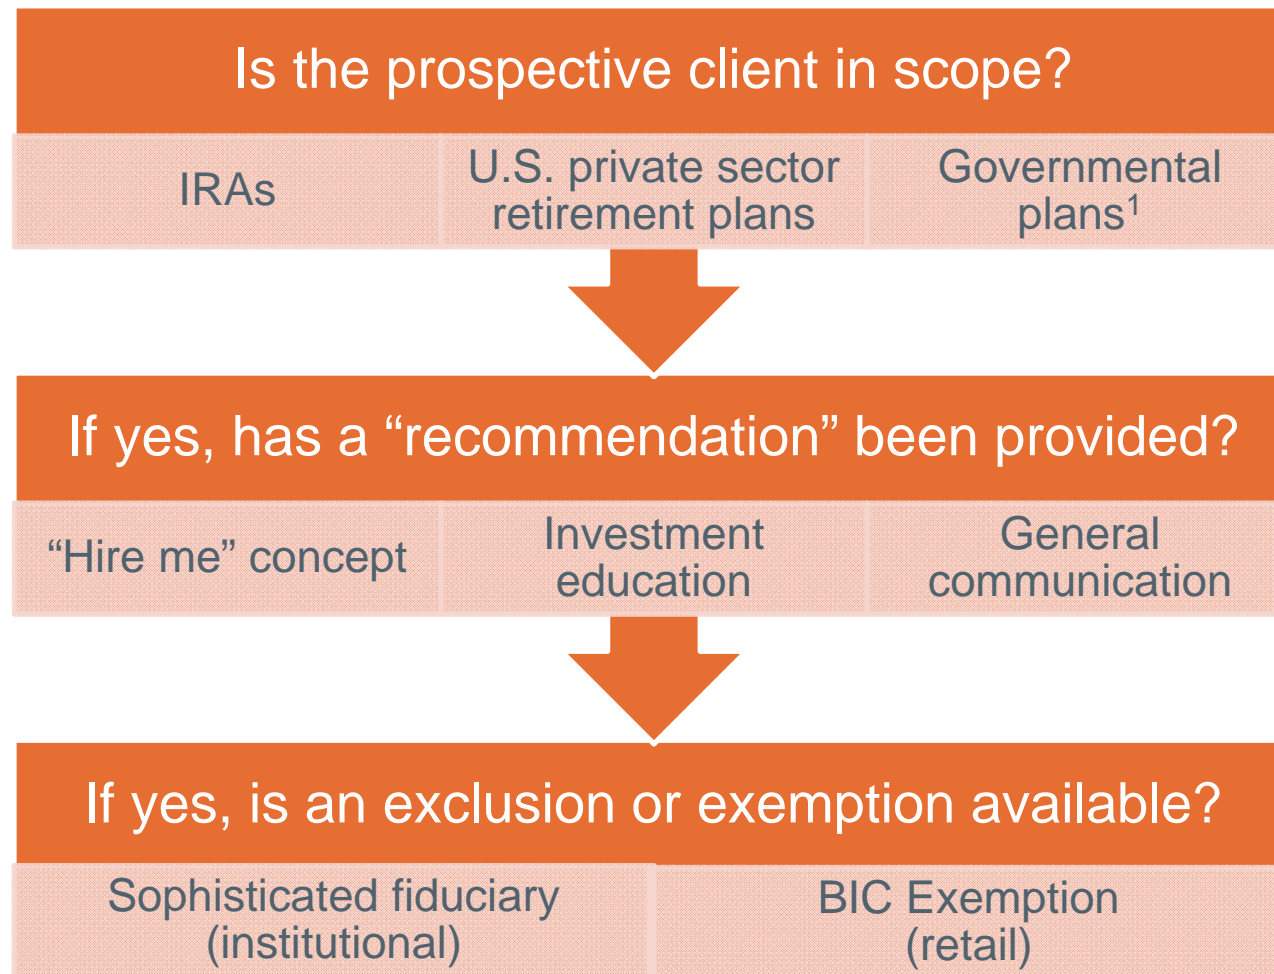 Is the prospective client in scope?
IRAs
U.S. private sector
retirement plans
Governmental
plans¹
If yes, has a “recommendation” been provided?
“Hire me” concept
Investment
education
General
communication
If yes, is an exclusion or exemption available?
Sophisticated fiduciary
(institutional)
BIC Exemption
(retail)